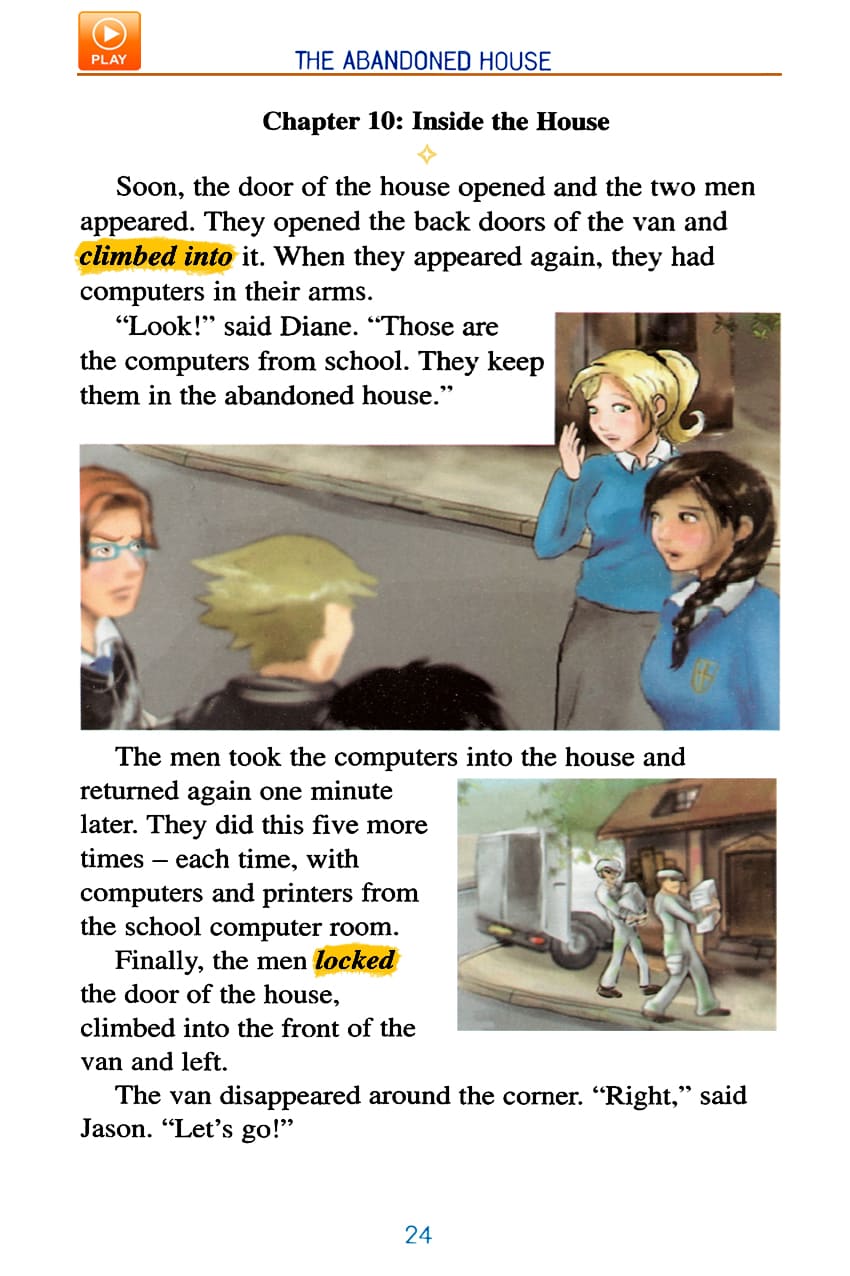 PLAY
THE ABANDONED HOUSE
Chapter 10: Inside the House
Soon, the door of the house opened and the two men
appeared. They opened the back doors of the van and
climbed into it. When they appeared again, they had
computers in their arms.
“Look!” said Diane. “Those are
the computers from school. They keep
them in the abandoned house.”
The men took the computers into the house and
returned again one minute
later. They did this five more
times – each time, with
computers and printers from
the school computer room.
Finally, the men locked
the door of the house,
climbed into the front of the
van and left.
The van disappeared around the corner. “Right,” said
Jason. “Let’s go!”
24